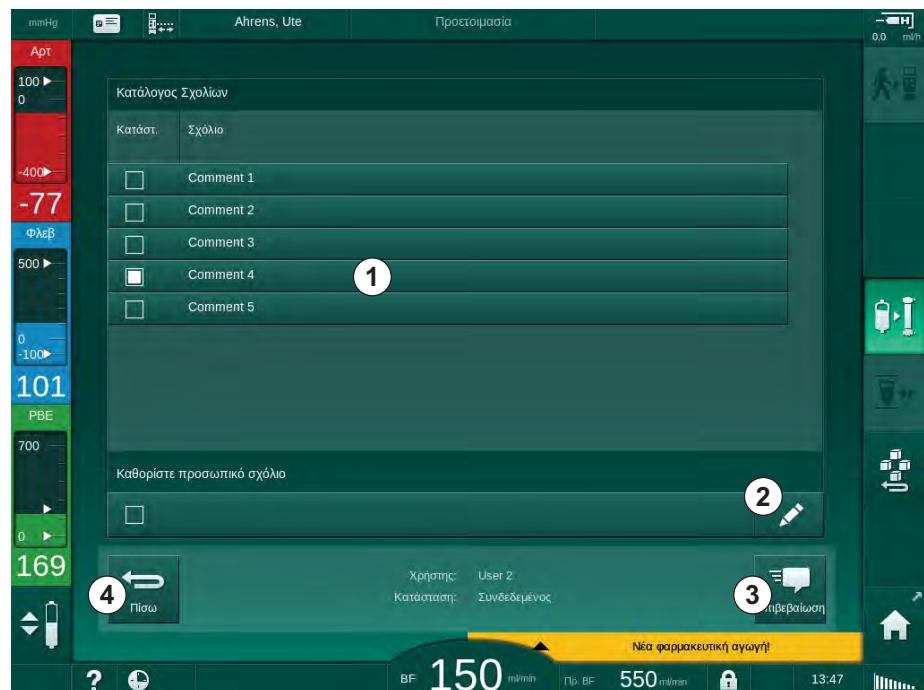 mmHg
Ahrens, Ute
Προετοιμασία
0,0 ml/h
Αρτ
100
0
-400
-77
Φλεβ
500
0
-100
101
PBE
700
0
169
Κατάλογος Σχολίων
Κατάστ. Σχόλιο
Comment 1
Comment 2
Comment 3
Comment 4
1
Comment 5
Καθορίστε προσωπικό σχόλιο
2
4
Πίσω
Χρήστης: User 2
Κατάσταση: Συνδεδεμένος
3
πιβεβαίωση
Νέα φαρμακευτική αγωγή!
? BF 150 ml/min Πρ. BF 550 ml/min 13:47